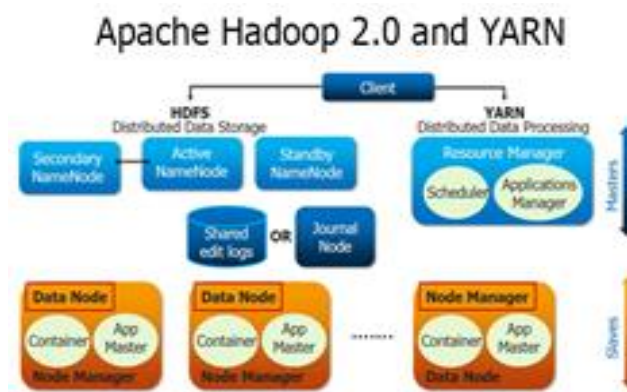 Apache Hadoop 2.0 and YARN
Client
HDFS
Distributed Data Storage
YARN
Distributed Data Processing
Secondary
NameNode
Active
NameNode
Standby
NameNode
Resource Manager
Scheduler
Applications
Manager
Masters
Shared
edit logs
OR
Journal
Node
Data Node
Container
App
Master
Node Manager
Data Node
Container
App
Master
Node Manager
........
Node Manager
Container
App
Master
Data Node
Slaves